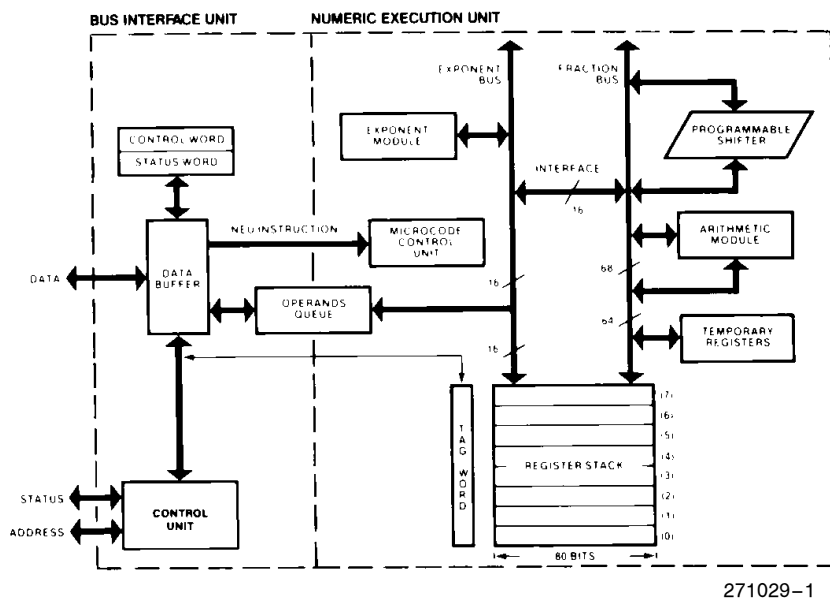 BUS INTERFACE UNIT
NUMERIC EXECUTION UNIT
EXPONENT
BUS
FRACTION
BUS
PROGRAMMABLE
SHIFTER
EXPONENT
MODULE
CONTROL WORD
STATUS WORD
INTERFACE
16
NEU INSTRUCTION
MICROCODE
CONTROL
UNIT
ARITHMETIC
MODULE
DATA
DATA
BUFFER
16
68
OPERANDS
QUEUE
64
TEMPORARY
REGISTERS
16
TAG WORD
REGISTER STACK
(7)
(6)
(5)
(4)
(3)
(2)
(1)
(0)
STATUS
ADDRESS
CONTROL
UNIT
80 BITS
271029–1